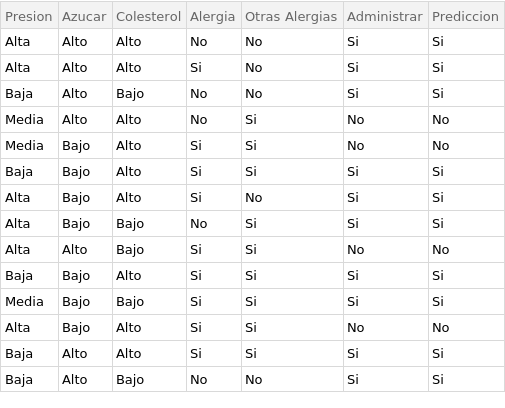 Presion Azucar Colesterol Alergia Otras Alergias Administrar Prediccion
Alta Alto Alto No No Si Si
Alta Alto Alto Si No Si Si
Baja Alto Bajo No No Si Si
Media Alto Alto No Si No No
Media Bajo Alto Si Si No No
Baja Bajo Alto Si Si Si Si
Alta Bajo Alto Si No Si Si
Alta Bajo Bajo No Si Si Si
Alta Alto Bajo Si Si No No
Baja Bajo Alto Si Si Si Si
Media Bajo Bajo Si Si Si Si
Alta Bajo Alto Si Si No No
Baja Alto Alto Si Si Si Si
Baja Alto Bajo No No Si Si